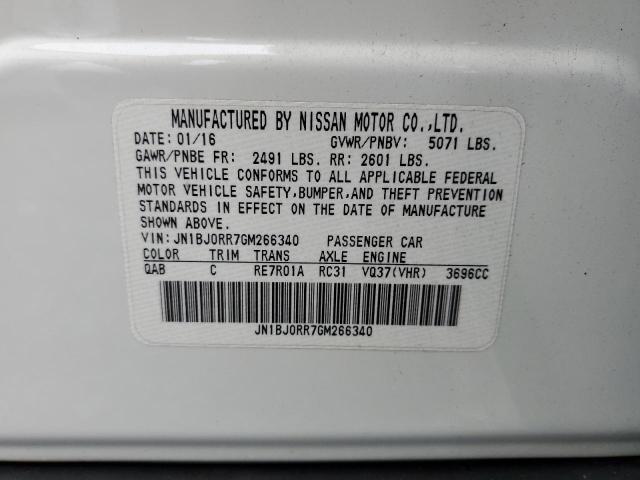 MANUFACTURED BY NISSAN MOTOR CO.,LTD.
DATE: 01/16 GVWR/PNBV: 5071 LBS.
GAWR/PNBE FR: 2491 LBS. RR: 2601 LBS.
THIS VEHICLE CONFORMS TO ALL APPLICABLE FEDERAL
MOTOR VEHICLE SAFETY,BUMPER,AND THEFT PREVENTION
STANDARDS IN EFFECT ON THE DATE OF MANUFACTURE
SHOWN ABOVE.
VIN: JN1BJ0RR7GM266340 PASSENGER CAR
COLOR TRIM TRANS AXLE ENGINE
QAB C RE7R01A RC31 VQ37(VHR) 3696CC
JN1BJ0RR7GM266340